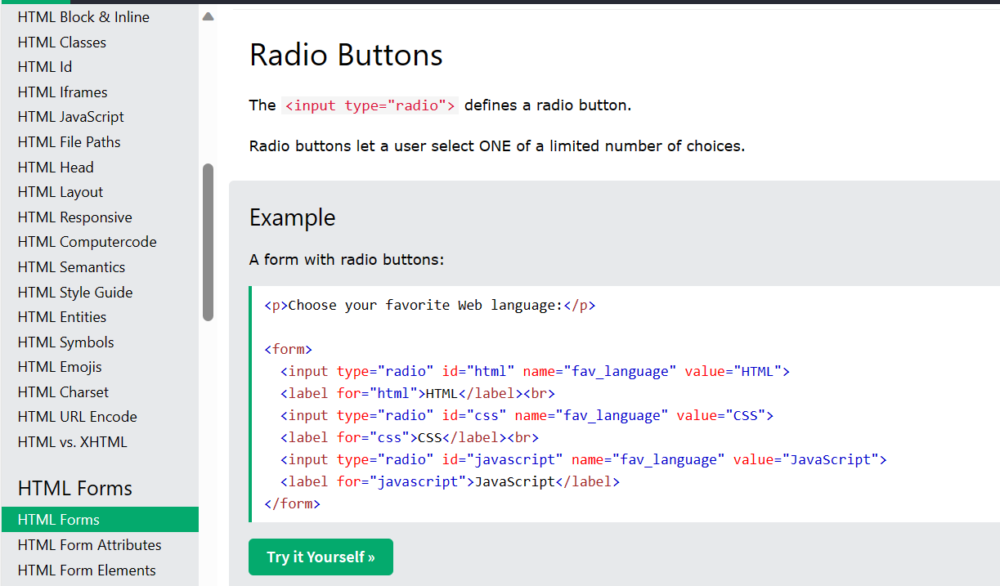 HTML Block & Inline
HTML Classes
HTML Id
HTML Iframes
HTML JavaScript
HTML File Paths
HTML Head
HTML Layout
HTML Responsive
HTML Computercode
HTML Semantics
HTML Style Guide
HTML Entities
HTML Symbols
HTML Emojis
HTML Charset
HTML URL Encode
HTML vs. XHTML
HTML Forms
HTML Forms
HTML Form Attributes
HTML Form Elements
Radio Buttons
The <input type="radio"> defines a radio button.
Radio buttons let a user select ONE of a limited number of choices.
Example
A form with radio buttons:
<p>Choose your favorite Web language:</p>
<form>
  <input type="radio" id="html" name="fav_language" value="HTML">
  <label for="html">HTML</label><br>
  <input type="radio" id="css" name="fav_language" value="CSS">
  <label for="css">CSS</label><br>
  <input type="radio" id="javascript" name="fav_language" value="JavaScript">
  <label for="javascript">JavaScript</label>
</form>
Try it Yourself »